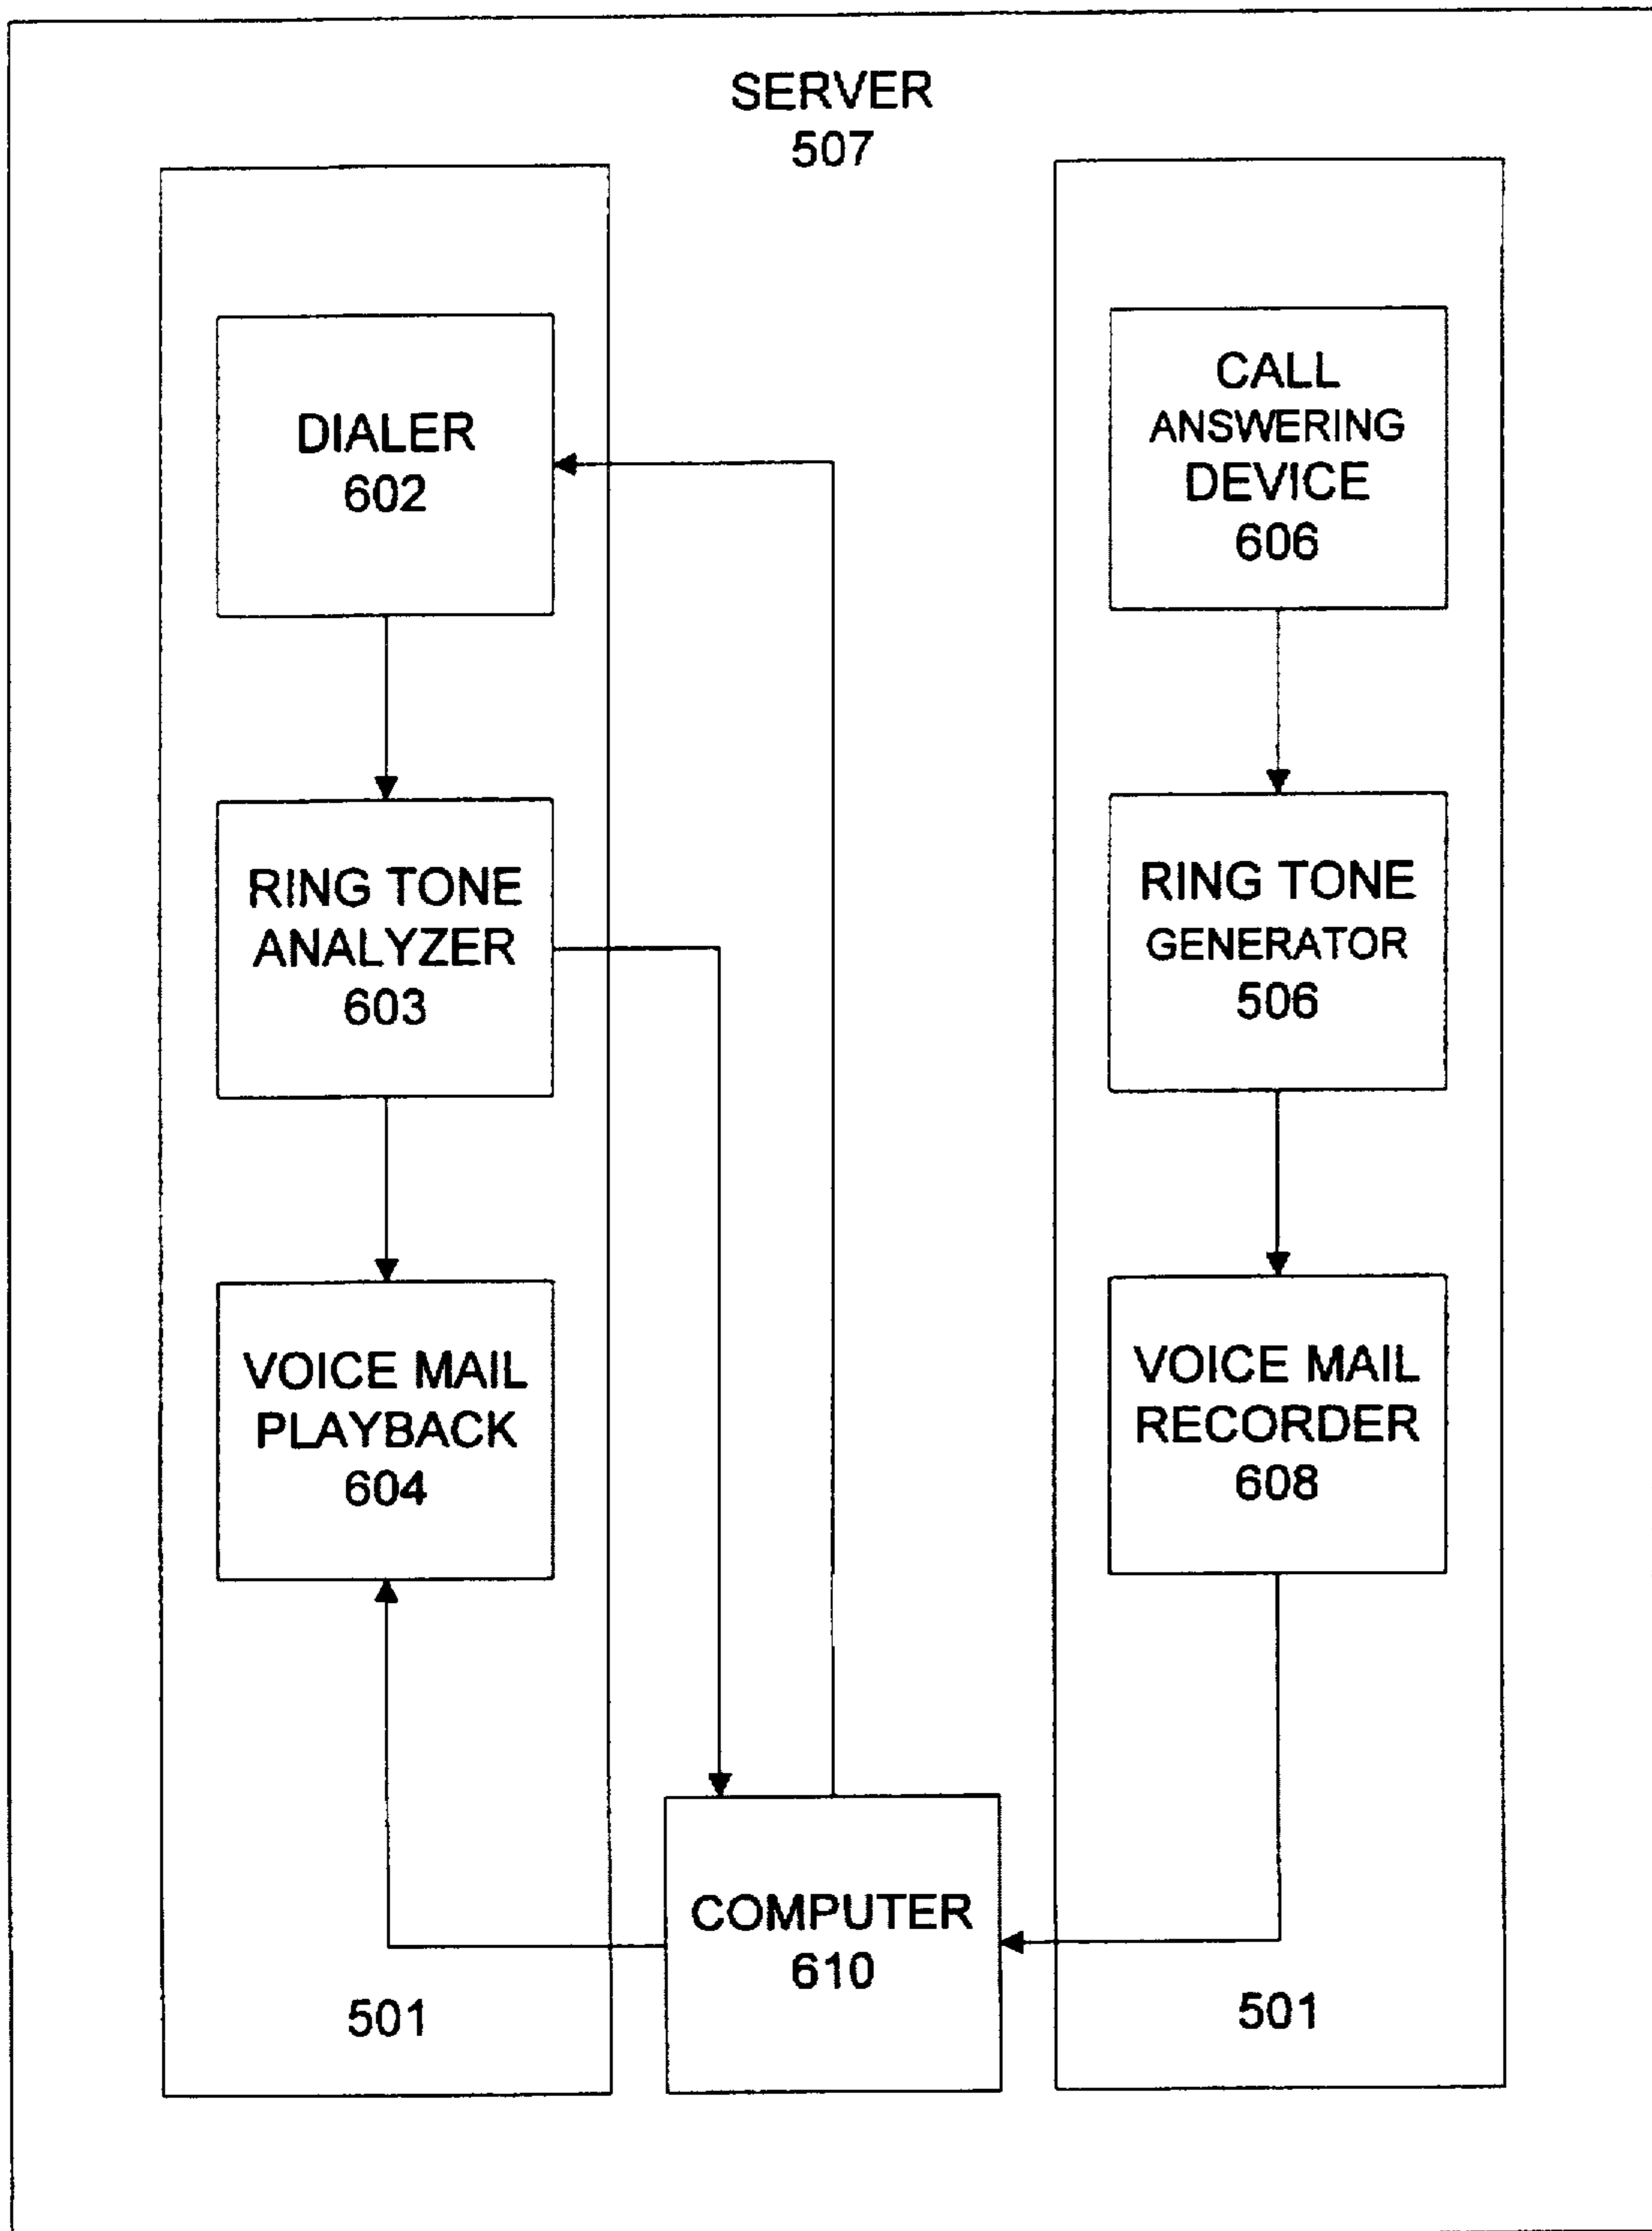 SERVER
507
DIALER
602
RING TONE
ANALYZER
603
VOICE MAIL
PLAYBACK
604
501
CALL
ANSWERING
DEVICE
606
RING TONE
GENERATOR
506
VOICE MAIL
RECORDER
608
501
COMPUTER
610